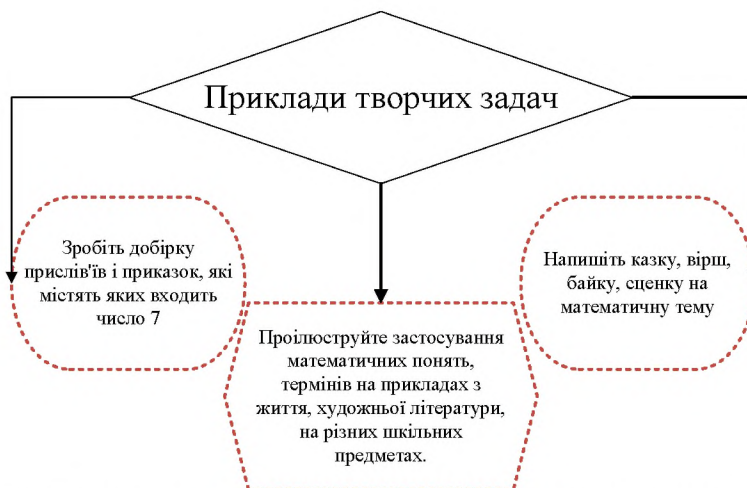 Приклади творчих задач
Зробіть добірку
прислів'їв і приказок, які
містять яких входить
число 7
Проілюструйте застосування
математичних понять,
термінів на прикладах з
життя, художньої літератури,
на різних шкільних
предметах.
Напишіть казку, вірш,
байку, сценку на
математичну тему